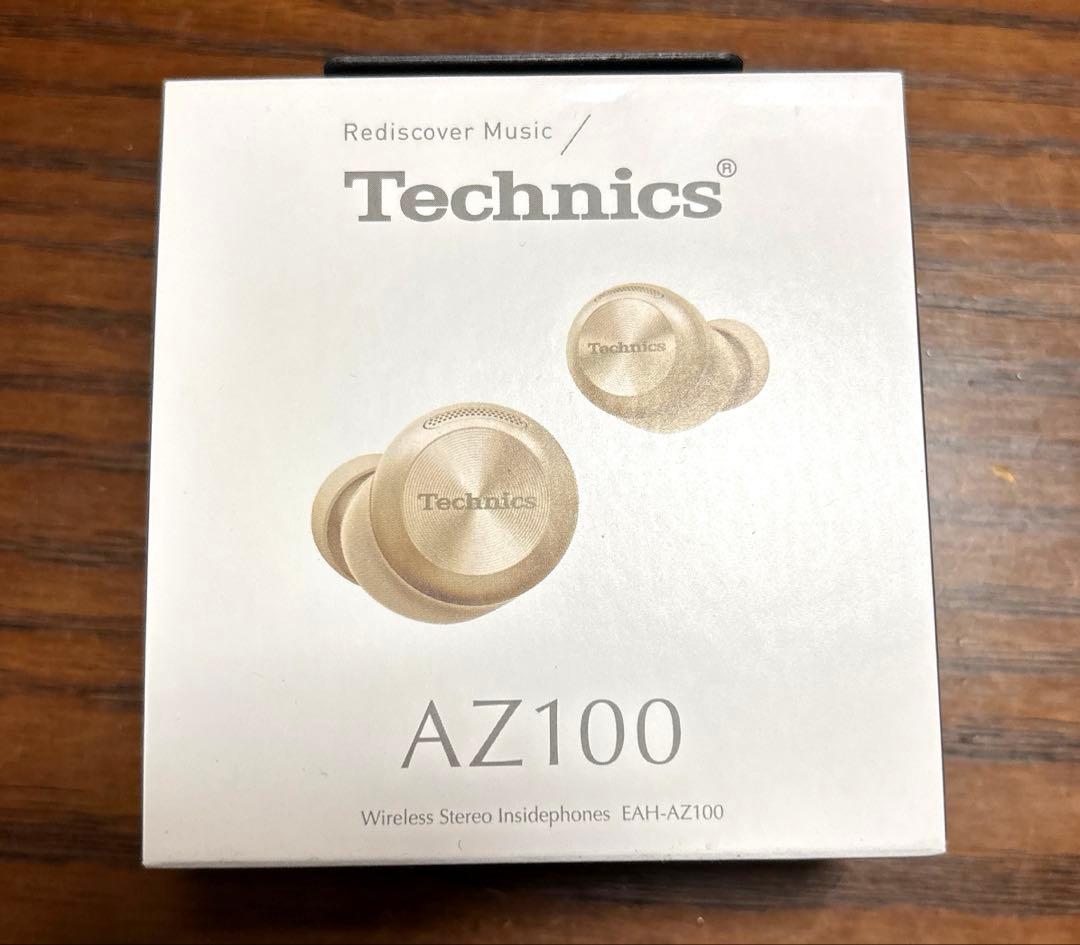 Rediscover Music /
Technics®
Technics
Technics
AZ100
Wireless Stereo Insidephones EAH-AZ100